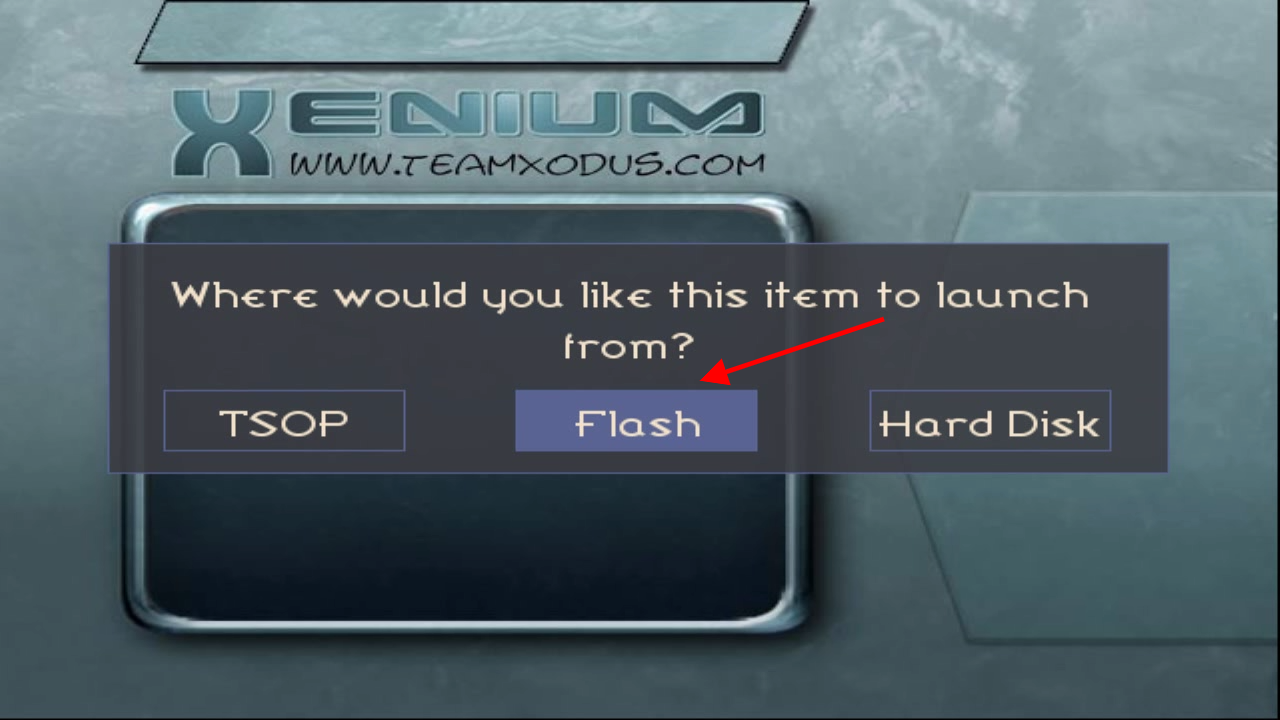 XENIUM
WWW.TEAMXODUS.COM
Where would you like this item to launch
from?
TSOP
Flash
Hard Disk